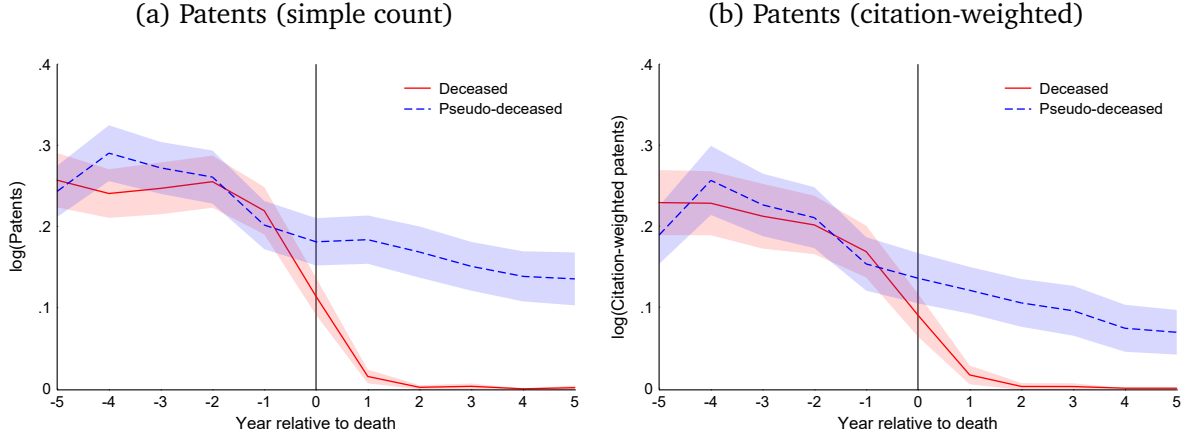 (a) Patents (simple count)
.4
.3
.2
.1
0
log(Patents)
Deceased
Pseudo-deceased
-5 -4 -3 -2 -1 0 1 2 3 4 5
Year relative to death
(b) Patents (citation-weighted)
.4
.3
.2
.1
0
log(Citation-weighted patents)
Deceased
Pseudo-deceased
-5 -4 -3 -2 -1 0 1 2 3 4 5
Year relative to death